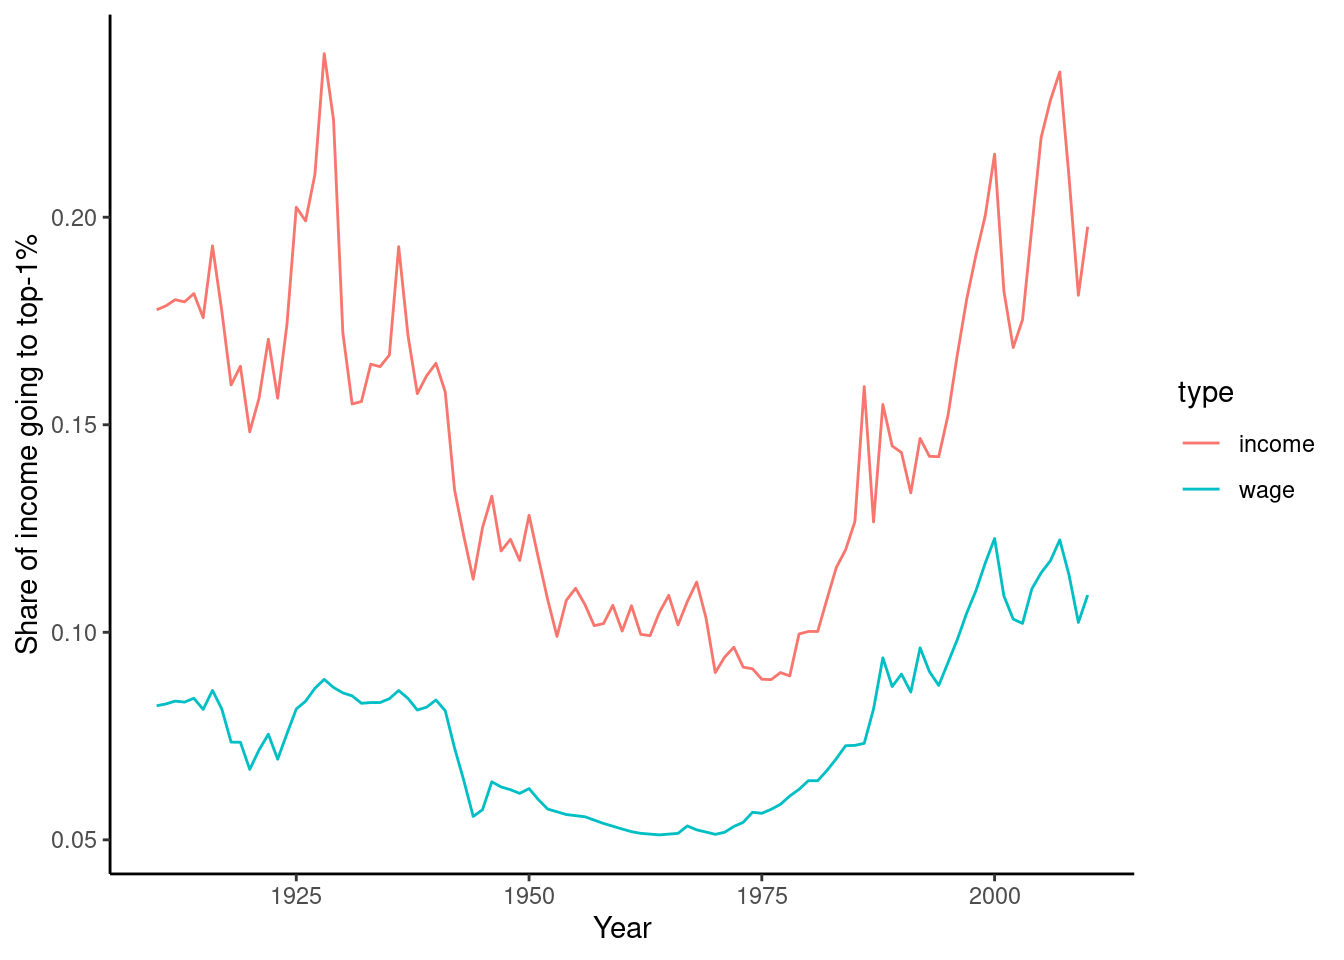 Share of income going to top-1%
0.20
0.15
0.10
0.05
1925 1950 1975 2000
Year
type
income
wage